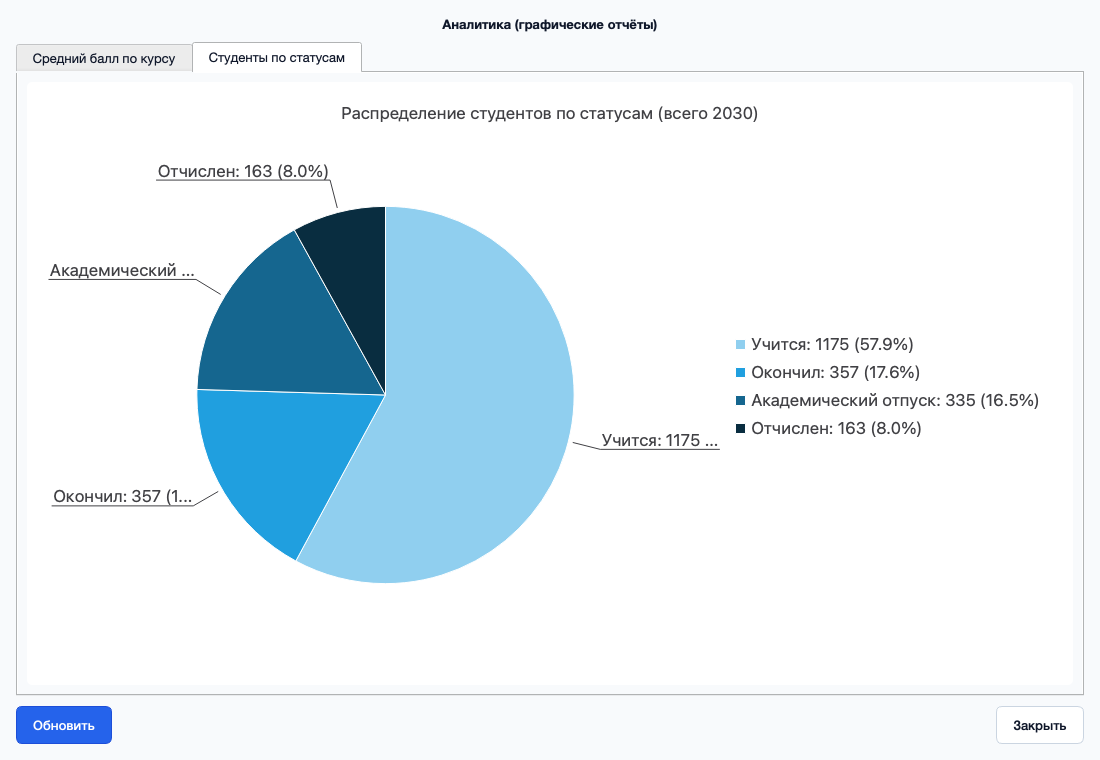 Аналитика (графические отчёты)
Средний балл по курсу
Студенты по статусам
Распределение студентов по статусам (всего 2030)
Отчислен: 163 (8.0%)
Академический ...
Учится: 1175 ...
Окончил: 357 (1...
Учится: 1175 (57.9%)
Окончил: 357 (17.6%)
Академический отпуск: 335 (16.5%)
Отчислен: 163 (8.0%)
Обновить
Закрыть